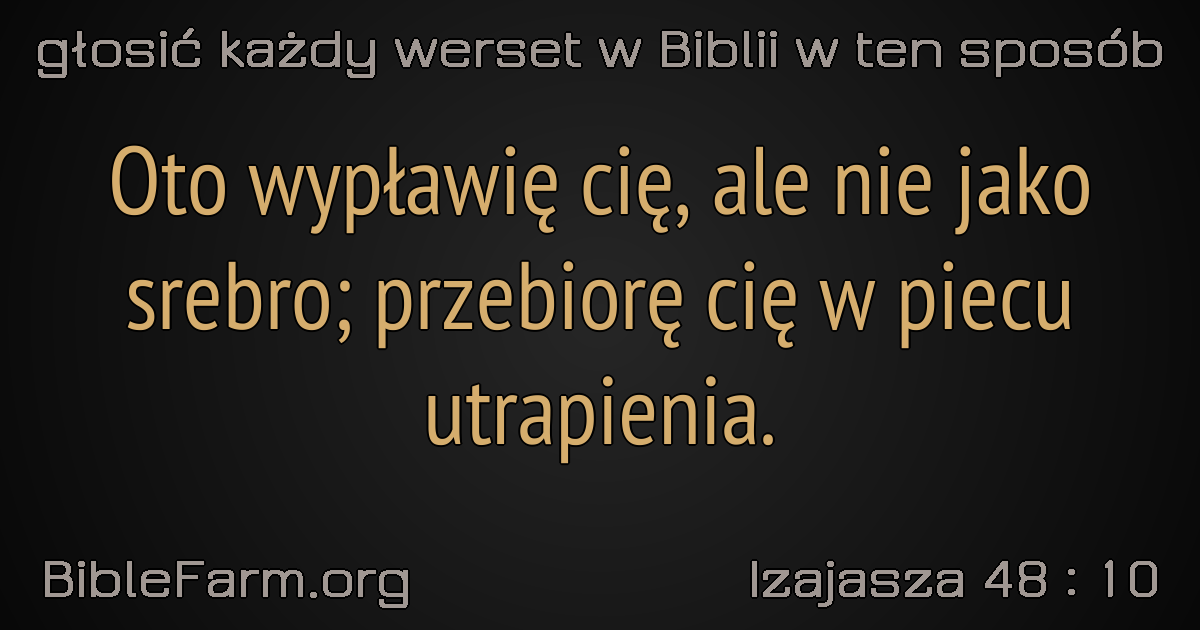 głosić każdy werset w Biblii w ten sposób
Oto wypławię cię, ale nie jako
srebro; przebiorę cię w piecu
utrapienia.
BibleFarm.org
Izajasza 48 : 10